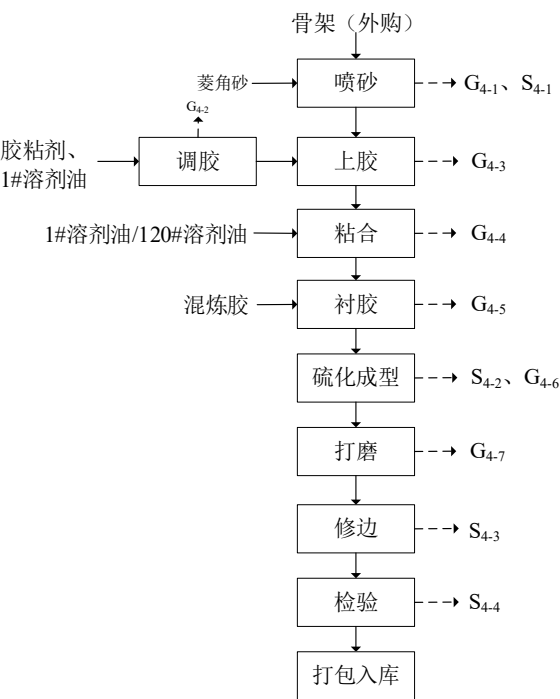 骨架（外购）
菱角砂
喷砂
G4-1、S4-1
G4-2
胶粘剂、
1#溶剂油
调胶
上胶
G4-3
1#溶剂油/120#溶剂油
粘合
G4-4
混炼胶
衬胶
G4-5
硫化成型
S4-2、G4-6
打磨
G4-7
修边
S4-3
检验
S4-4
打包入库